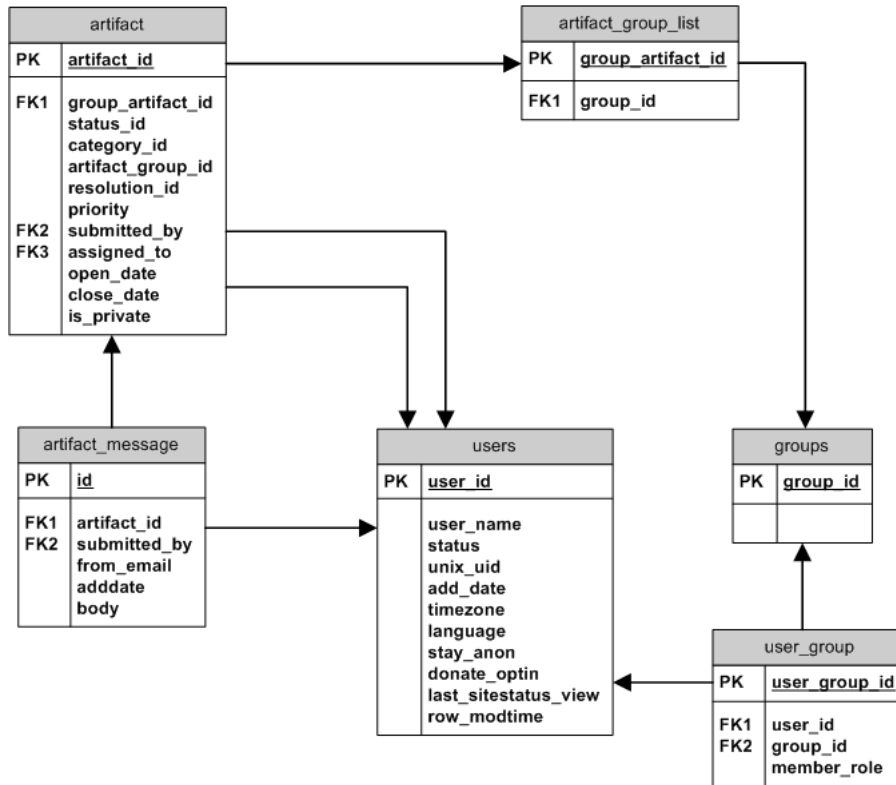 artifact
PK artifact_id
FK1 group_artifact_id
status_id
category_id
artifact_group_id
resolution_id
priority
FK2 submitted_by
FK3 assigned_to
open_date
close_date
is_private
artifact_group_list
PK group_artifact_id
FK1 group_id
artifact_message
PK id
FK1 artifact_id
FK2 submitted_by
from_email
adddate
body
users
PK user_id
user_name
status
unix_uid
add_date
timezone
language
stay_anon
donate_optin
last_sitestatus_view
row_modtime
groups
PK group_id
user_group
PK user_group_id
FK1 user_id
FK2 group_id
member_role